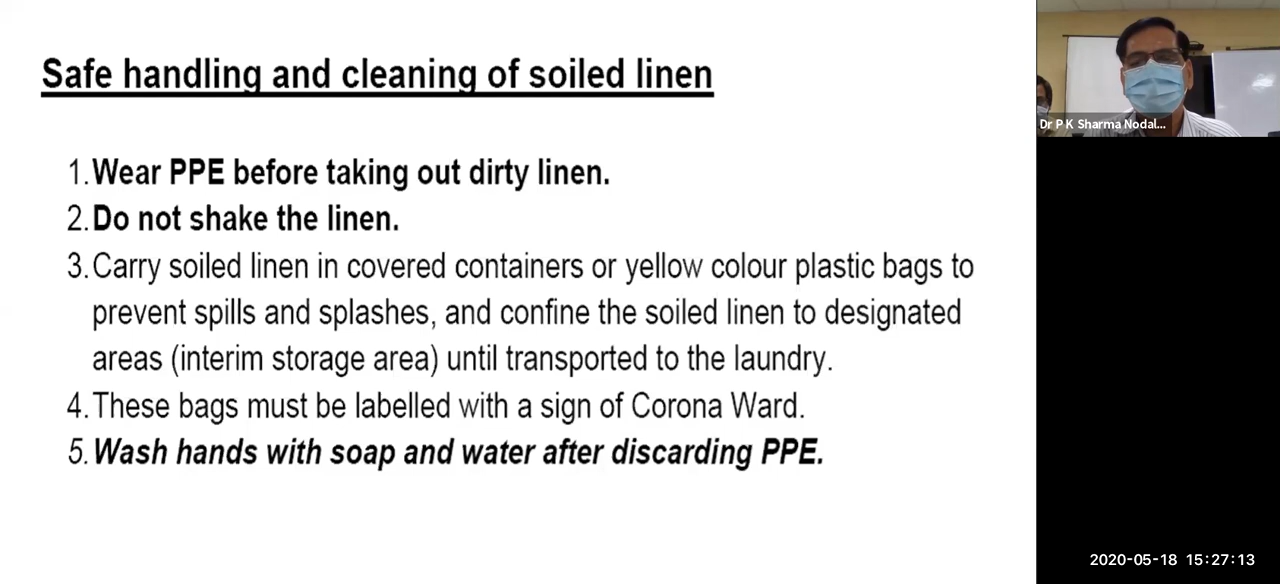 Safe handling and cleaning of soiled linen
1. Wear PPE before taking out dirty linen.
2. Do not shake the linen.
3. Carry soiled linen in covered containers or yellow colour plastic bags to
prevent spills and splashes, and confine the soiled linen to designated
areas (interim storage area) until transported to the laundry.
4. These bags must be labelled with a sign of Corona Ward.
5. Wash hands with soap and water after discarding PPE.
Dr P K Sharma Nodal...
2020-05-18 15:27:13